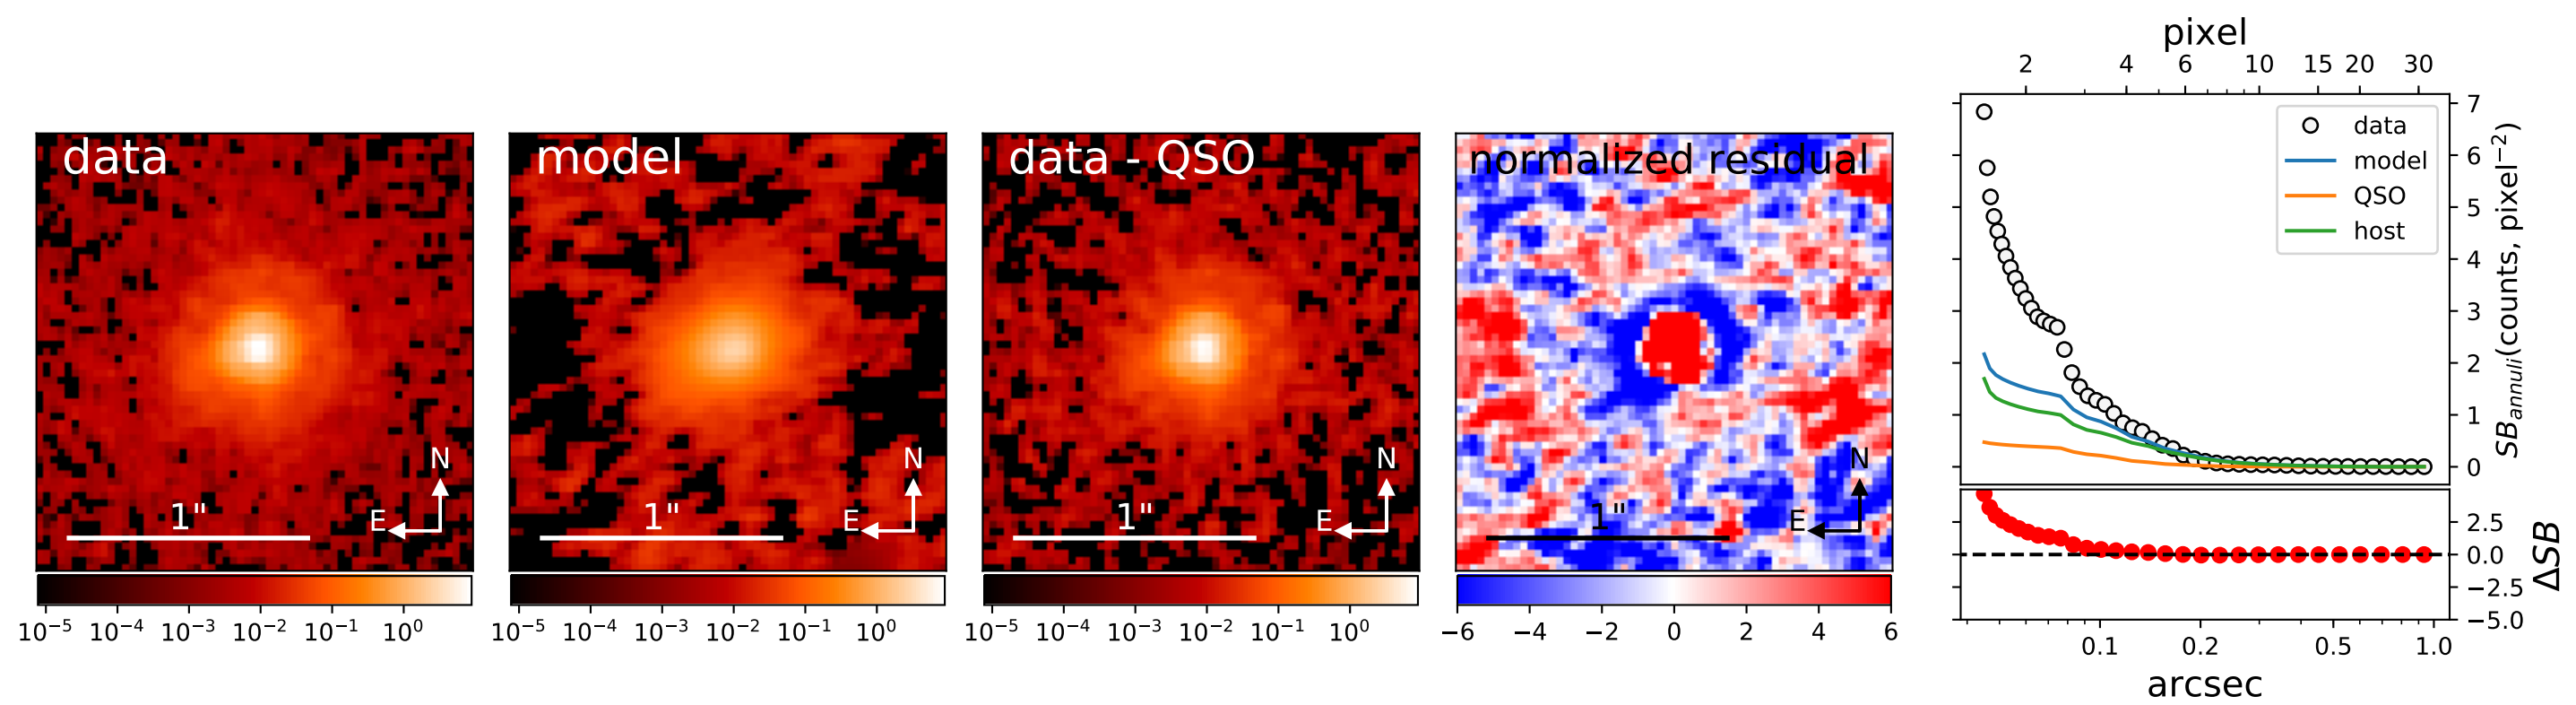 data
1"
N
E
10⁻⁵ 10⁻⁴ 10⁻³ 10⁻² 10⁻¹ 10⁰
model
1"
N
E
10⁻⁵ 10⁻⁴ 10⁻³ 10⁻² 10⁻¹ 10⁰
data - QSO
1"
N
E
10⁻⁵ 10⁻⁴ 10⁻³ 10⁻² 10⁻¹ 10⁰
normalized residual
1"
N
E
−6 −4 −2 0 2 4 6
pixel
2 4 6 10 15 20 30
data
model
QSO
host
7
6
5
4
3
2
1
0
SB_annuli(counts, pixel⁻²)
2.5
0.0
−2.5
−5.0
ΔSB
0.1 0.2 0.5 1.0
arcsec